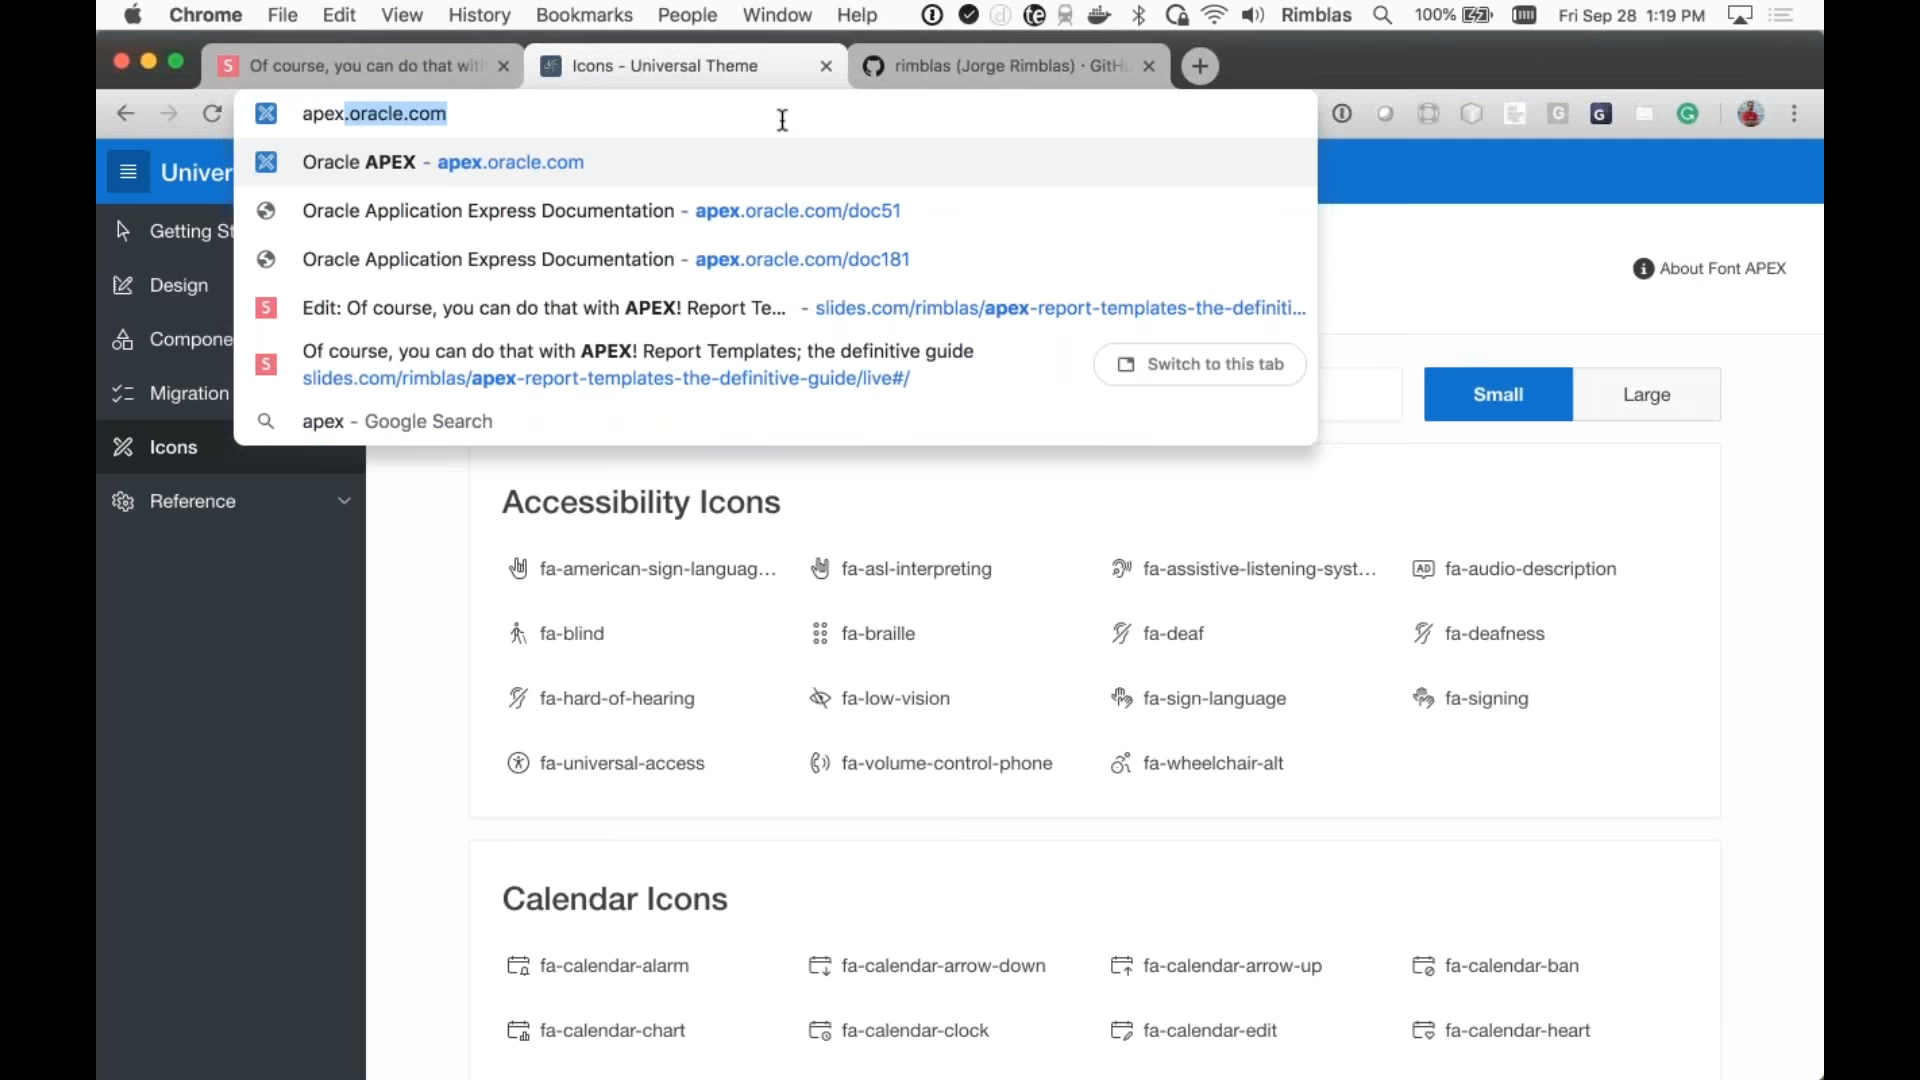 Chrome File Edit View History Bookmarks People Window Help Rimblas 100% Fri Sep 28 1:19 PM
S Of course, you can do that with Icons - Universal Theme rimblas (Jorge Rimblas) · GitHu
apex.oracle.com
Oracle APEX - apex.oracle.com
Univer
Oracle Application Express Documentation - apex.oracle.com/doc51
Getting St
Oracle Application Express Documentation - apex.oracle.com/doc181
About Font APEX
Design
S Edit: Of course, you can do that with APEX! Report Te... - slides.com/rimblas/apex-report-templates-the-definiti...
Compone
S Of course, you can do that with APEX! Report Templates; the definitive guide
slides.com/rimblas/apex-report-templates-the-definitive-guide/live#/
Switch to this tab
Migration
Small Large
apex - Google Search
Icons
Reference
Accessibility Icons
fa-american-sign-languag... fa-asl-interpreting fa-assistive-listening-syst... AD fa-audio-description
fa-blind fa-braille fa-deaf fa-deafness
fa-hard-of-hearing fa-low-vision fa-sign-language fa-signing
fa-universal-access fa-volume-control-phone fa-wheelchair-alt
Calendar Icons
fa-calendar-alarm fa-calendar-arrow-down fa-calendar-arrow-up fa-calendar-ban
fa-calendar-chart fa-calendar-clock fa-calendar-edit fa-calendar-heart